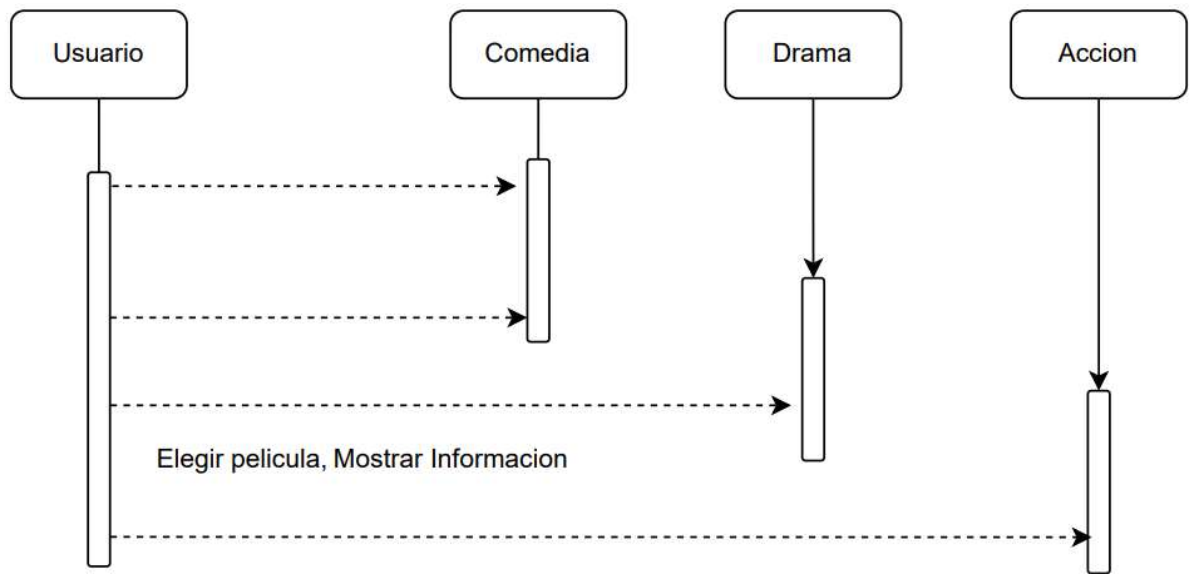 Usuario
Comedia
Drama
Accion
Elegir pelicula, Mostrar Informacion